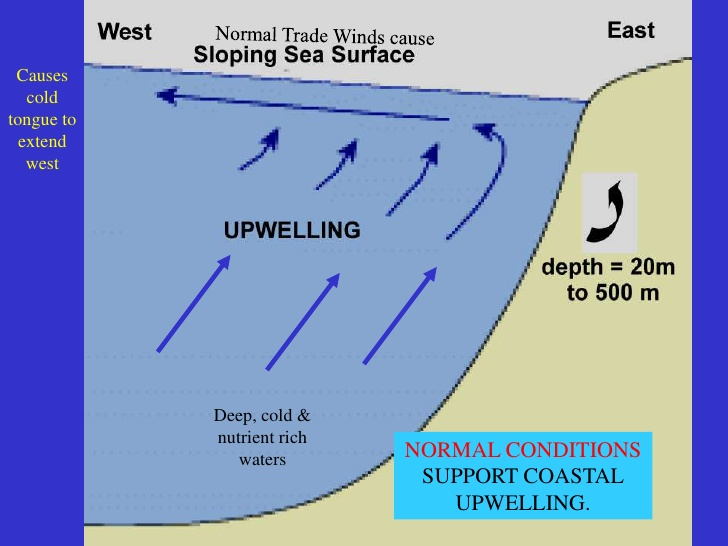 West
Normal Trade Winds cause
Sloping Sea Surface
East
Causes
cold
tongue to
extend
west
UPWELLING
depth = 20m
to 500 m
Deep, cold &
nutrient rich
waters
NORMAL CONDITIONS
SUPPORT COASTAL
UPWELLING.